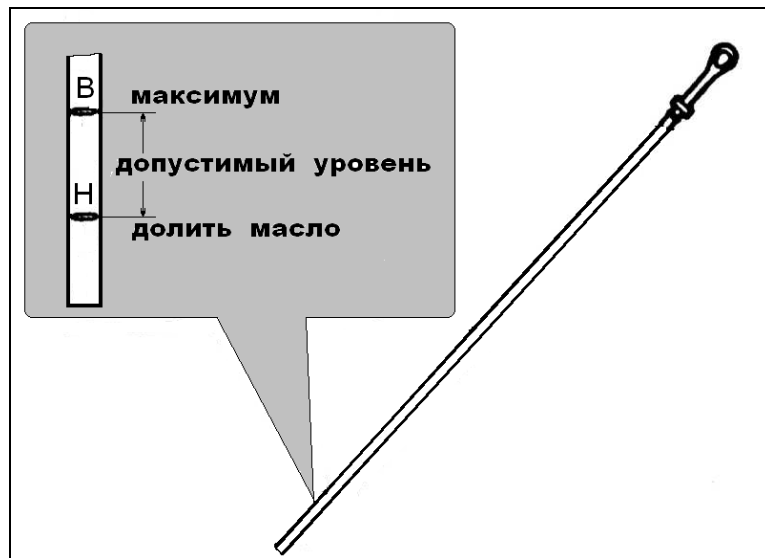 В
максимум
допустимый уровень
Н
долить масло